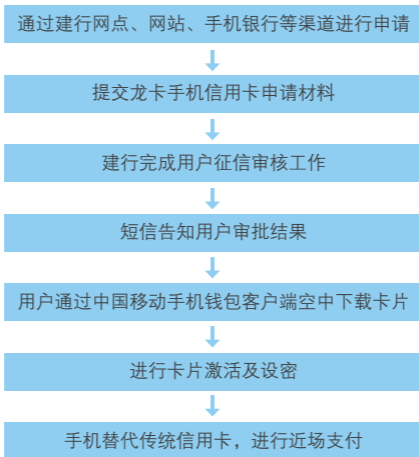 通过建行网点、网站、手机银行等渠道进行申请
提交龙卡手机信用卡申请材料
建行完成用户征信审核工作
短信告知用户审批结果
用户通过中国移动手机钱包客户端空中下载卡片
进行卡片激活及设密
手机替代传统信用卡，进行近场支付